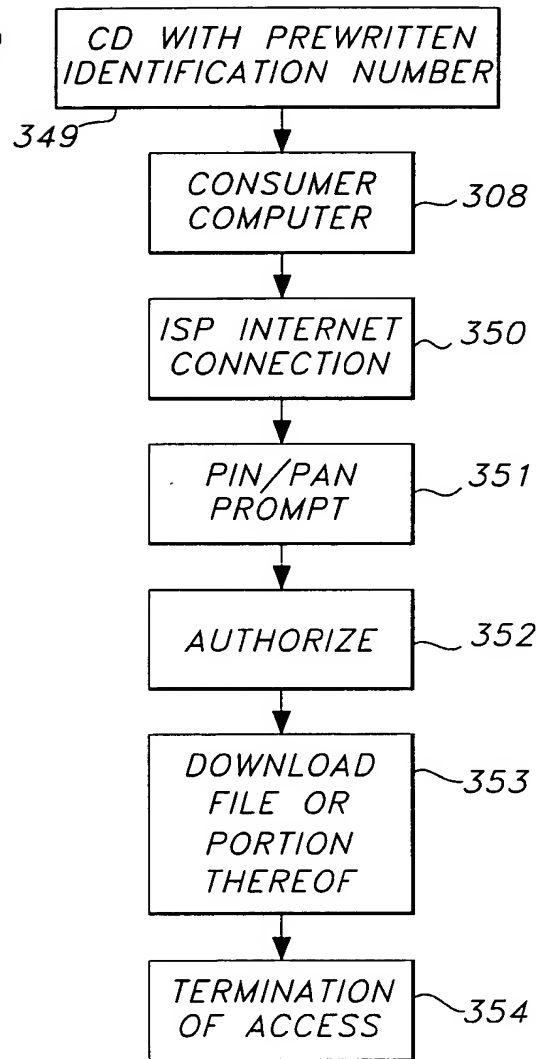 CD WITH PREWRITTEN
IDENTIFICATION NUMBER
349
CONSUMER
COMPUTER
308
ISP INTERNET
CONNECTION
350
PIN/PAN
PROMPT
351
AUTHORIZE
352
DOWNLOAD
FILE OR
PORTION
THEREOF
353
TERMINATION
OF ACCESS
354